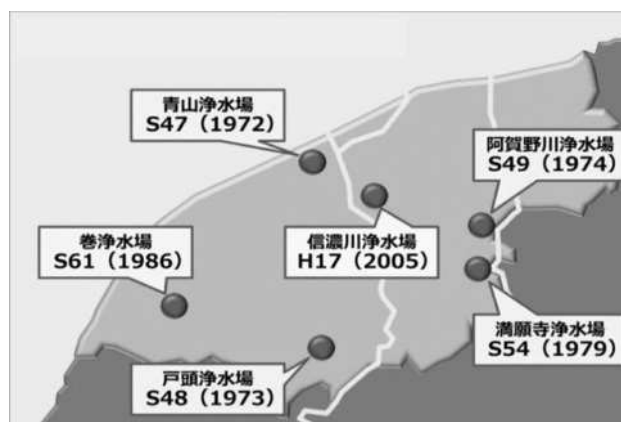 青山浄水場
S47（1972）
阿賀野川浄水場
S49（1974）
巻浄水場
S61（1986）
信濃川浄水場
H17（2005）
満願寺浄水場
S54（1979）
戸頭浄水場
S48（1973）